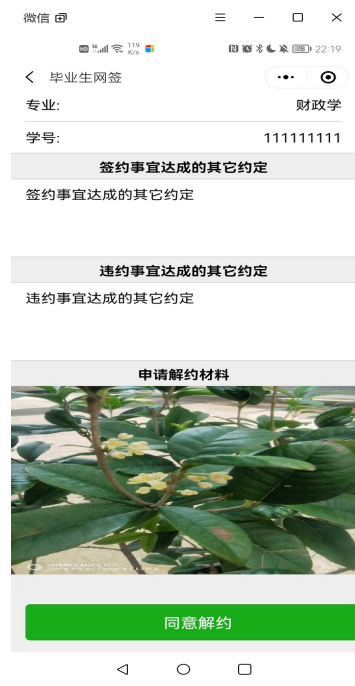 微信
119
K/s
22:19
毕业生网签
专业: 财政学
学号: 111111111
签约事宜达成的其它约定
签约事宜达成的其它约定
违约事宜达成的其它约定
违约事宜达成的其它约定
申请解约材料
同意解约